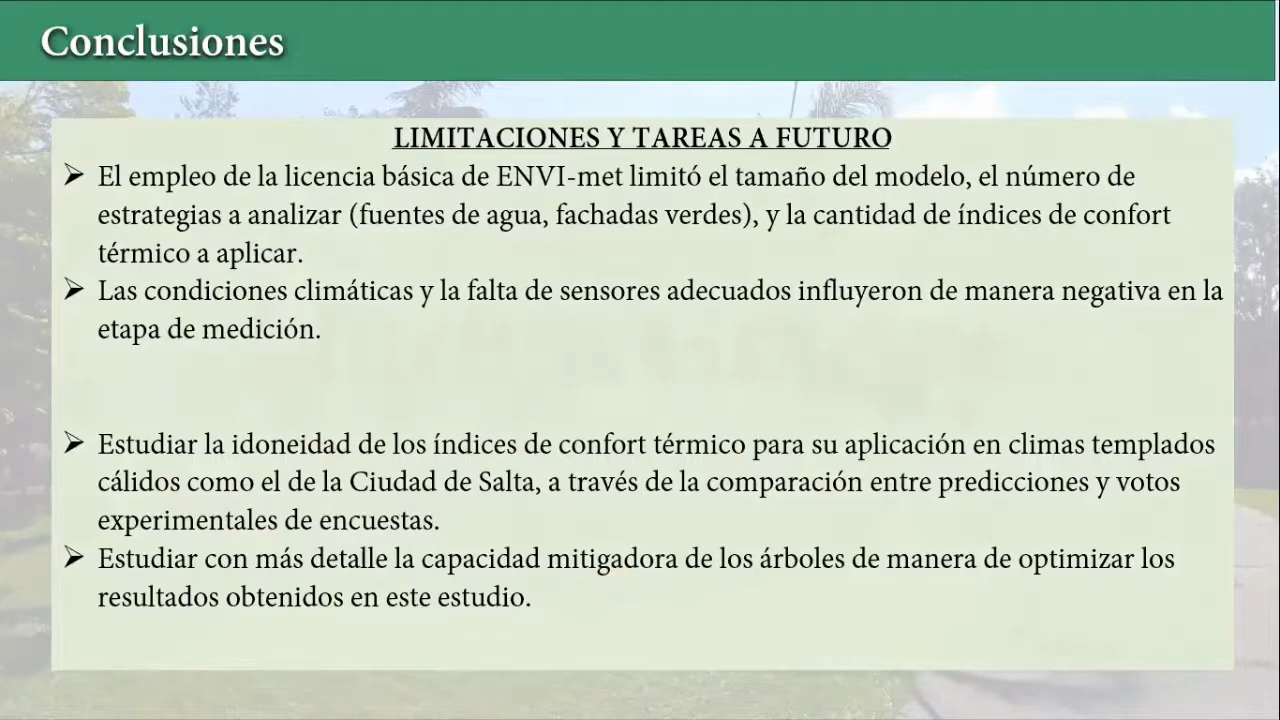 Conclusiones
LIMITACIONES Y TAREAS A FUTURO
➢ El empleo de la licencia básica de ENVI-met limitó el tamaño del modelo, el número de
estrategias a analizar (fuentes de agua, fachadas verdes), y la cantidad de índices de confort
térmico a aplicar.
➢ Las condiciones climáticas y la falta de sensores adecuados influyeron de manera negativa en la
etapa de medición.
➢ Estudiar la idoneidad de los índices de confort térmico para su aplicación en climas templados
cálidos como el de la Ciudad de Salta, a través de la comparación entre predicciones y votos
experimentales de encuestas.
➢ Estudiar con más detalle la capacidad mitigadora de los árboles de manera de optimizar los
resultados obtenidos en este estudio.